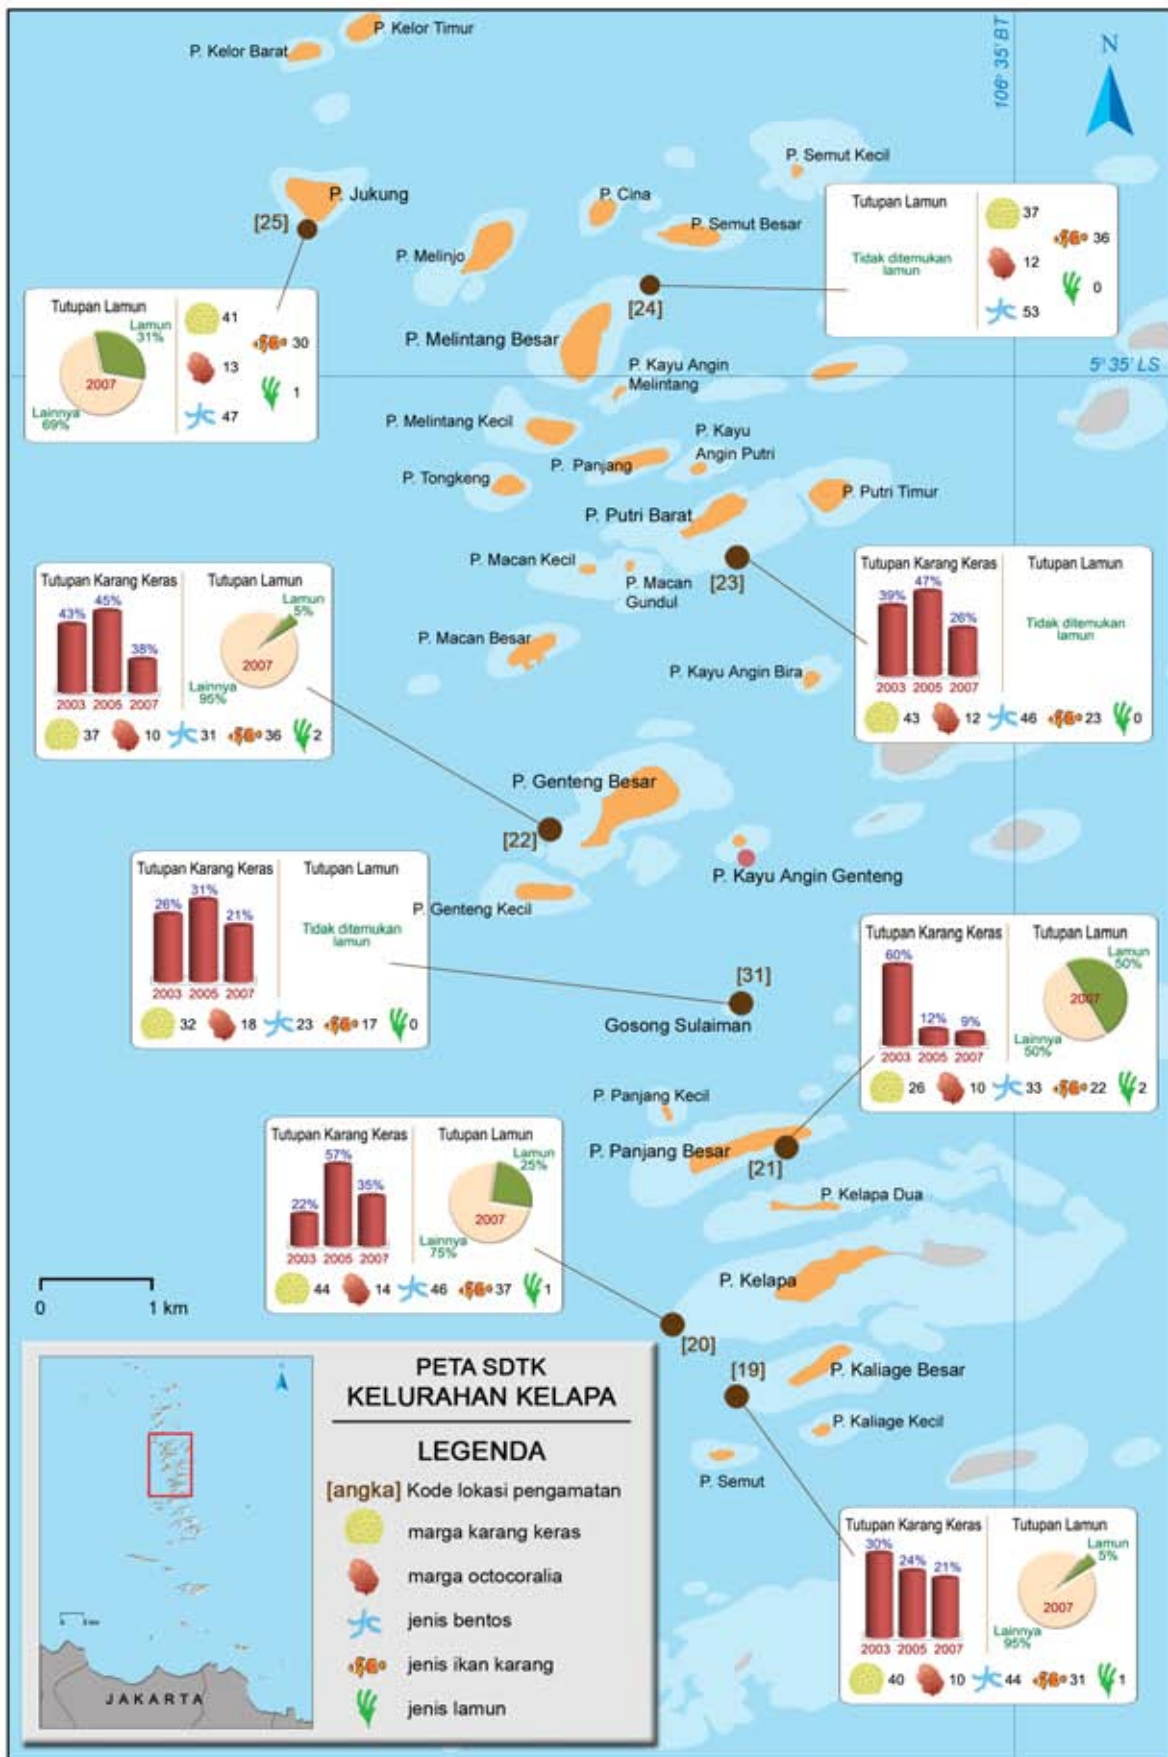 P. Kelor Timur
P. Kelor Barat
106° 35' BT
N
P. Semut Kecil
P. Jukung
[25]
P. Cina
P. Semut Besar
P. Melinjo
[24]
Tutupan Lamun
Tidak ditemukan
lamun
37
12
53
36
0
Tutupan Lamun
Lamun
31%
2007
Lainnya
69%
41
13
47
30
1
P. Melintang Besar
P. Kayu Angin
Melintang
5° 35' LS
P. Melintang Kecil
P. Kayu
Angin Putri
P. Panjang
P. Tongkeng
P. Putri Timur
P. Putri Barat
P. Macan Kecil
P. Macan
Gundul
[23]
Tutupan Karang Keras
39%
47%
26%
2003 2005 2007
Tutupan Lamun
Tidak ditemukan
lamun
43 12 46 23 0
Tutupan Karang Keras
43%
45%
38%
2003 2005 2007
Tutupan Lamun
Lamun
5%
2007
Lainnya
95%
37 10 31 36 2
P. Macan Besar
P. Kayu Angin Bira
P. Genteng Besar
[22]
P. Kayu Angin Genteng
P. Genteng Kecil
Tutupan Karang Keras
26%
31%
21%
2003 2005 2007
Tutupan Lamun
Tidak ditemukan
lamun
32 18 23 17 0
[31]
Gosong Sulaiman
Tutupan Karang Keras
60%
12%
9%
2003 2005 2007
Tutupan Lamun
Lamun
50%
2007
Lainnya
50%
26 10 33 22 2
P. Panjang Kecil
P. Panjang Besar
[21]
P. Kelapa Dua
Tutupan Karang Keras
22%
57%
35%
2003 2005 2007
Tutupan Lamun
Lamun
25%
2007
Lainnya
75%
44 14 46 37 1
P. Kelapa
[20]
[19]
P. Kaliage Besar
P. Kaliage Kecil
P. Semut
Tutupan Karang Keras
30%
24%
21%
2003 2005 2007
Tutupan Lamun
Lamun
5%
2007
Lainnya
95%
40 10 44 31 1
0 1 km
PETA SDTK
KELURAHAN KELAPA
LEGENDA
[angka] Kode lokasi pengamatan
marga karang keras
marga octocoralia
jenis bentos
jenis ikan karang
jenis lamun
JAKARTA